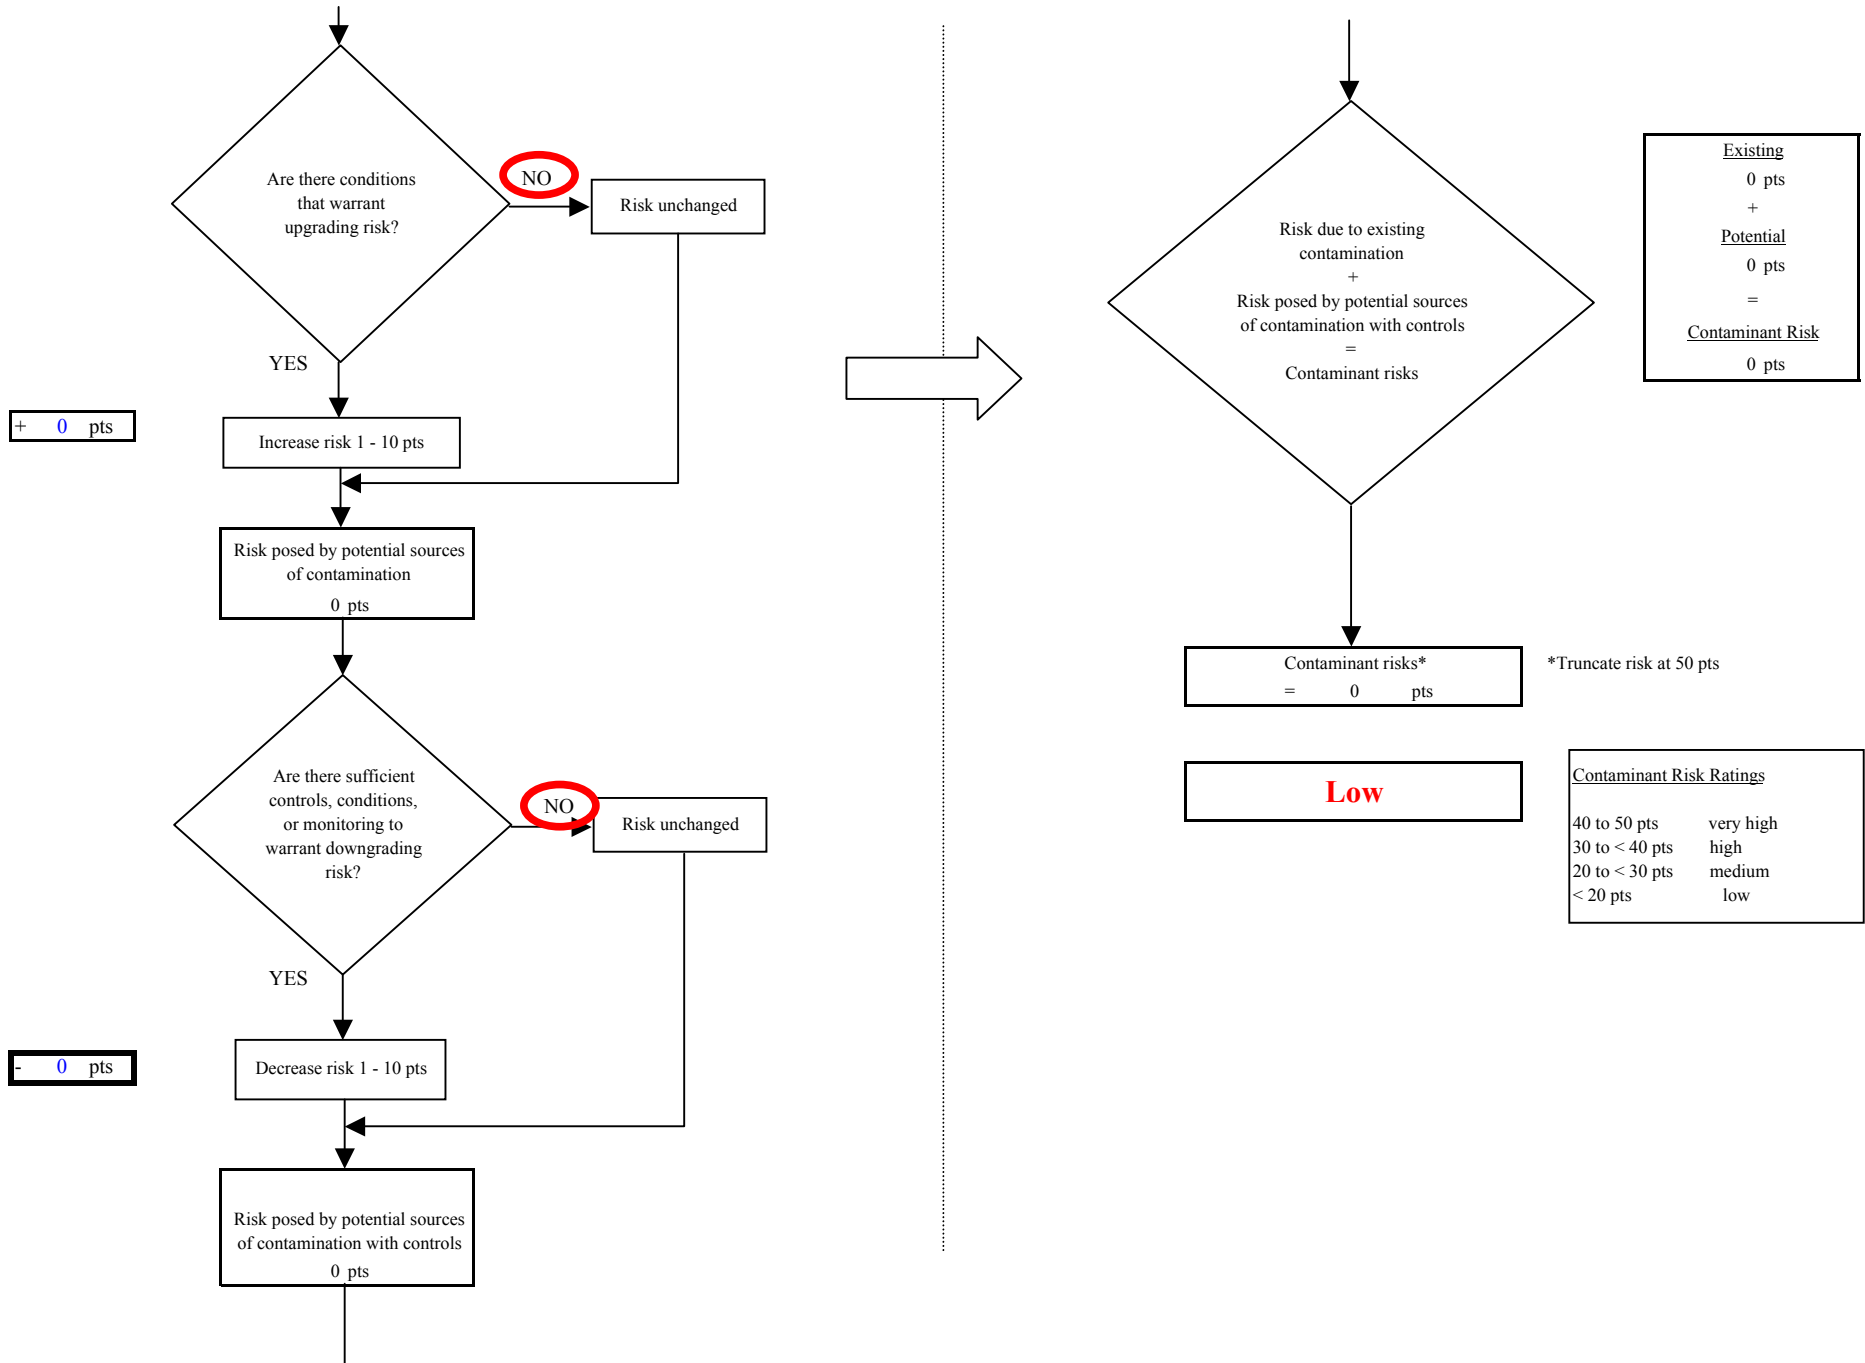 Are there conditions
that warrant
upgrading risk?
NO
Risk unchanged
YES
+ 0 pts
Increase risk 1 - 10 pts
Risk posed by potential sources
of contamination
0 pts
Are there sufficient
controls, conditions,
or monitoring to
warrant downgrading
risk?
NO
Risk unchanged
YES
- 0 pts
Decrease risk 1 - 10 pts
Risk posed by potential sources
of contamination with controls
0 pts
Risk due to existing
contamination
+
Risk posed by potential sources
of contamination with controls
=
Contaminant risks
Existing
0 pts
+
Potential
0 pts
=
Contaminant Risk
0 pts
Contaminant risks*
= 0 pts
*Truncate risk at 50 pts
Low
Contaminant Risk Ratings
40 to 50 pts very high
30 to < 40 pts high
20 to < 30 pts medium
< 20 pts low